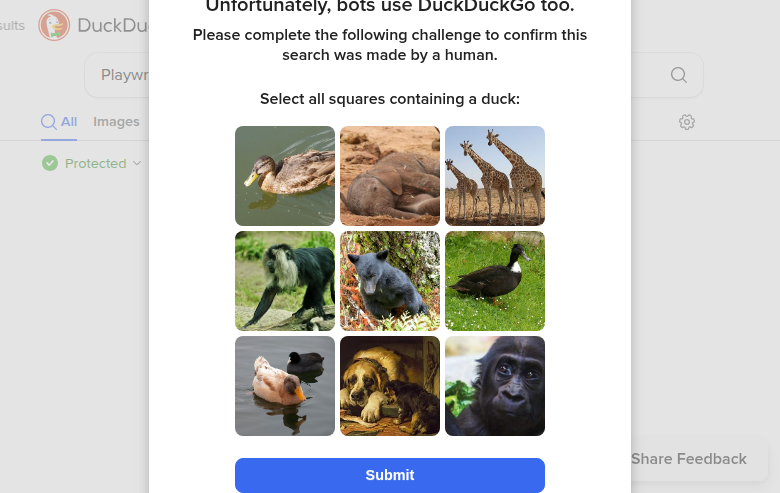 Unfortunately, bots use DuckDuckGo too.
sults
DuckDu
Please complete the following challenge to confirm this
search was made by a human.
Playwr
Select all squares containing a duck:
All
Images
Protected
Share Feedback
Submit